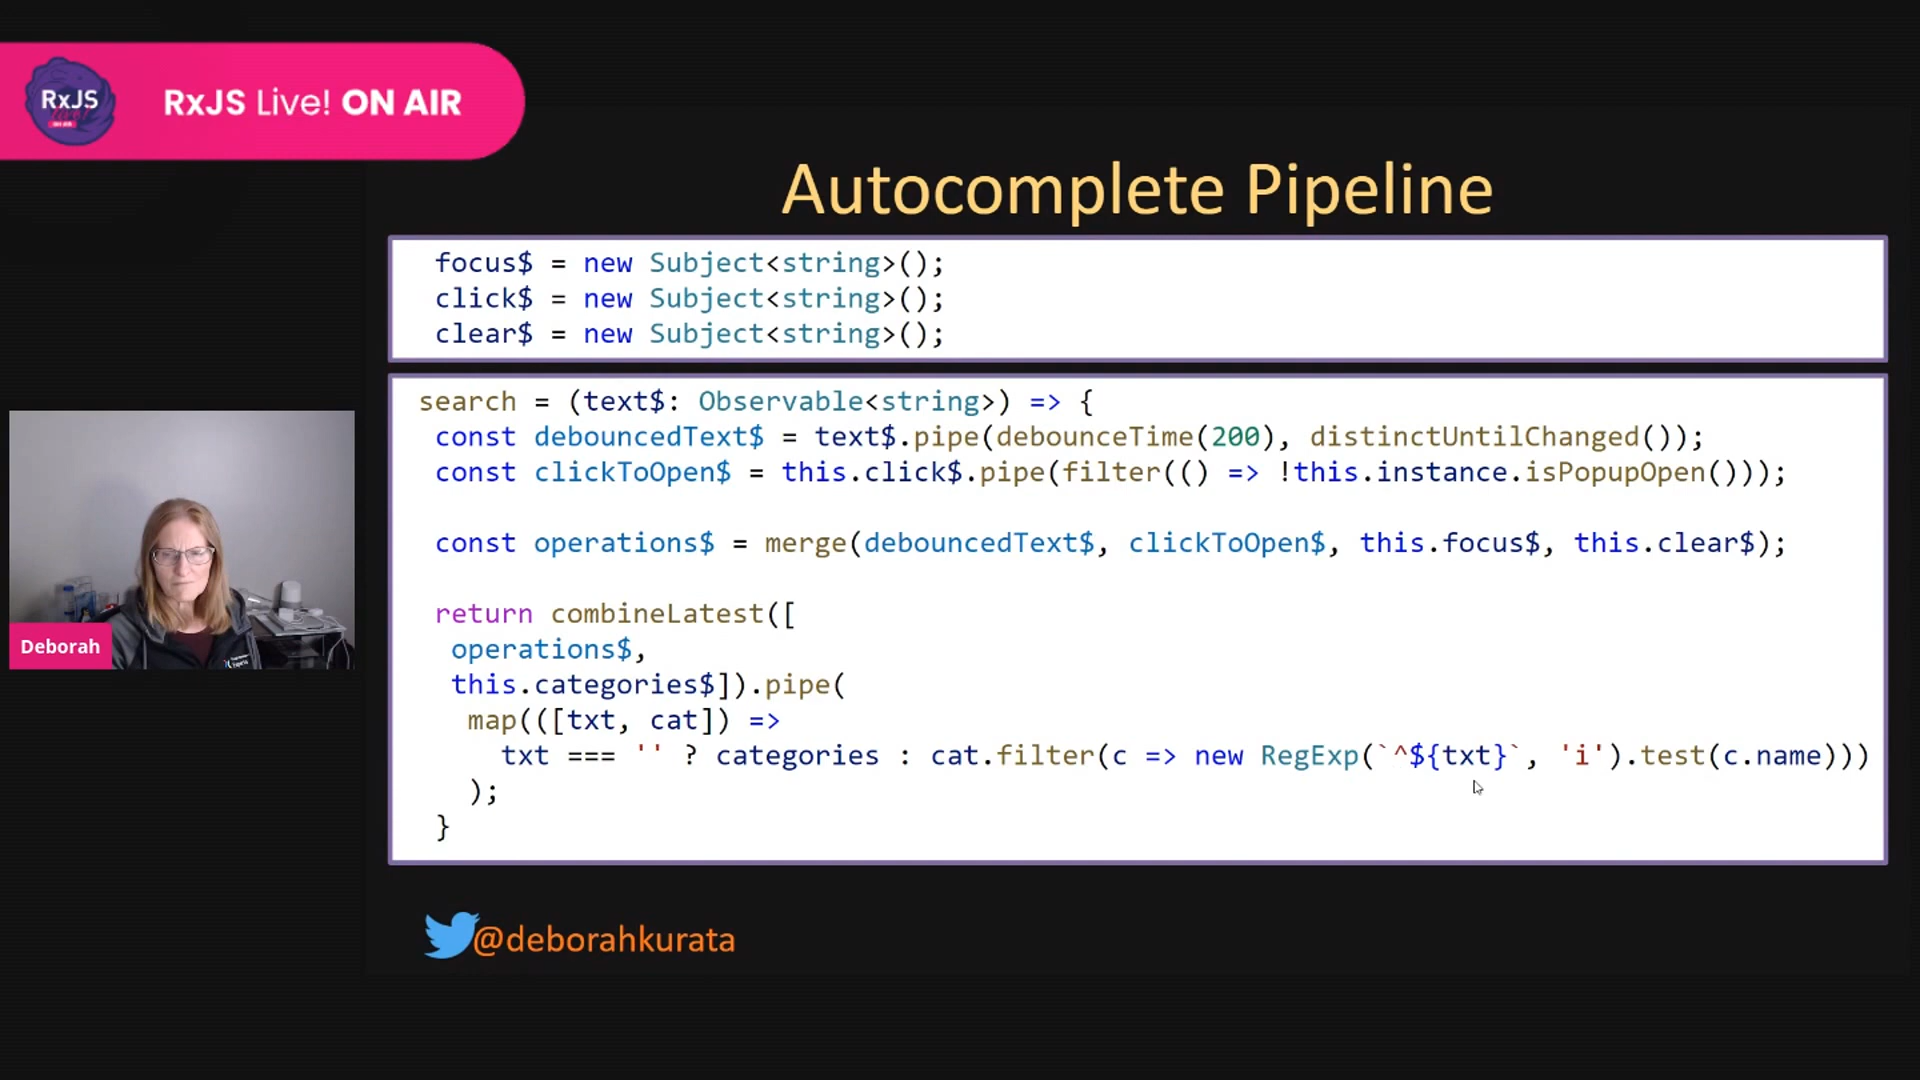 RxJS
RxJS Live! ON AIR
Autocomplete Pipeline
focus$ = new Subject<string>();
click$ = new Subject<string>();
clear$ = new Subject<string>();
search = (text$: Observable<string>) => {
const debouncedText$ = text$.pipe(debounceTime(200), distinctUntilChanged());
const clickToOpen$ = this.click$.pipe(filter(() => !this.instance.isPopupOpen()));
const operations$ = merge(debouncedText$, clickToOpen$, this.focus$, this.clear$);
return combineLatest([
operations$,
this.categories$]).pipe(
map(([txt, cat]) =>
txt === '' ? categories : cat.filter(c => new RegExp(`^${txt}`, 'i').test(c.name)))
);
}
Deborah
@deborahkurata